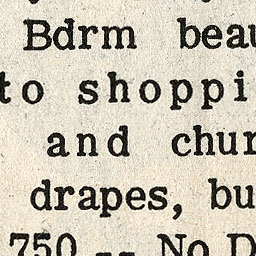 Bdrm beau
to shoppi
and chur
drapes, bu
750 -- No D